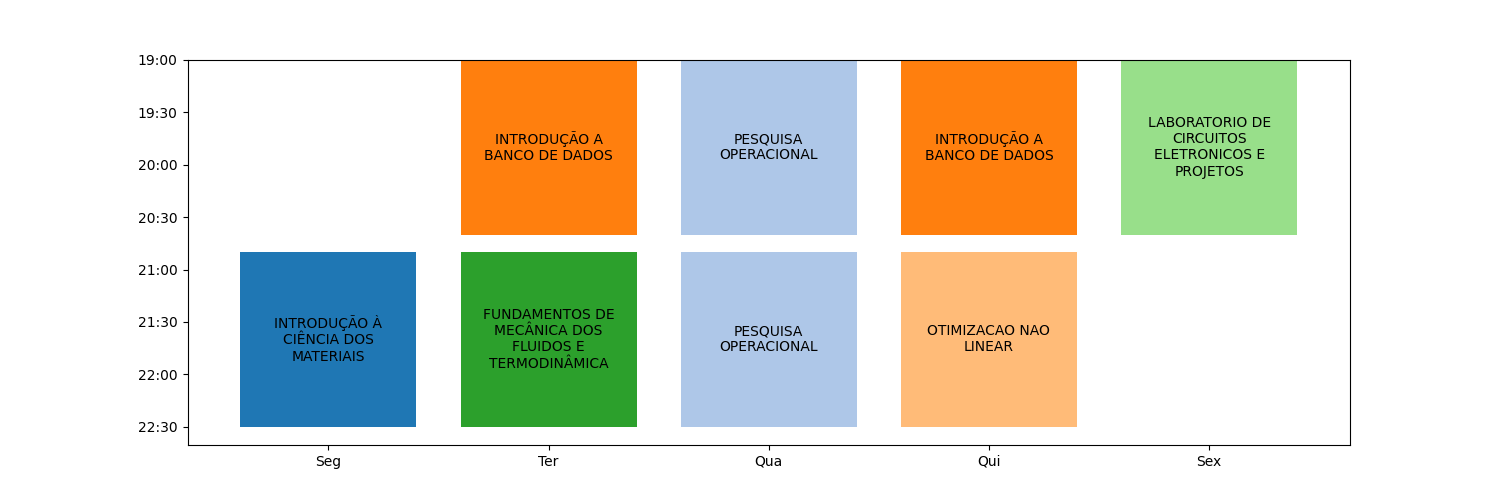 19:00
19:30
20:00
20:30
21:00
21:30
22:00
22:30
INTRODUÇÃO A
BANCO DE DADOS
PESQUISA
OPERACIONAL
INTRODUÇÃO A
BANCO DE DADOS
LABORATORIO DE
CIRCUITOS
ELETRONICOS E
PROJETOS
INTRODUÇÃO À
CIÊNCIA DOS
MATERIAIS
FUNDAMENTOS DE
MECÂNICA DOS
FLUIDOS E
TERMODINÂMICA
PESQUISA
OPERACIONAL
OTIMIZACAO NAO
LINEAR
Seg
Ter
Qua
Qui
Sex